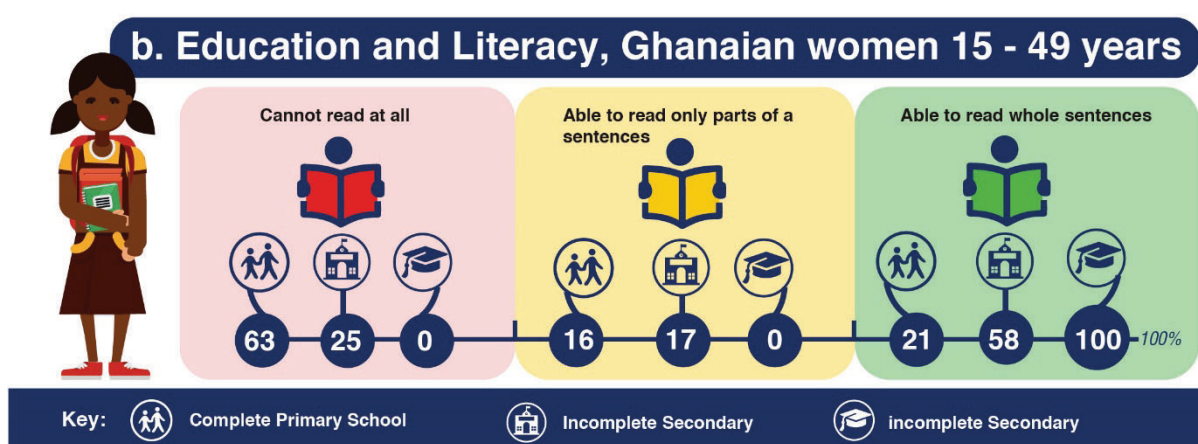 b. Education and Literacy, Ghanaian women 15 - 49 years
Cannot read at all
Able to read only parts of a
sentences
Able to read whole sentences
63 25 0 16 17 0 21 58 100 100%
Key: Complete Primary School Incomplete Secondary incomplete Secondary